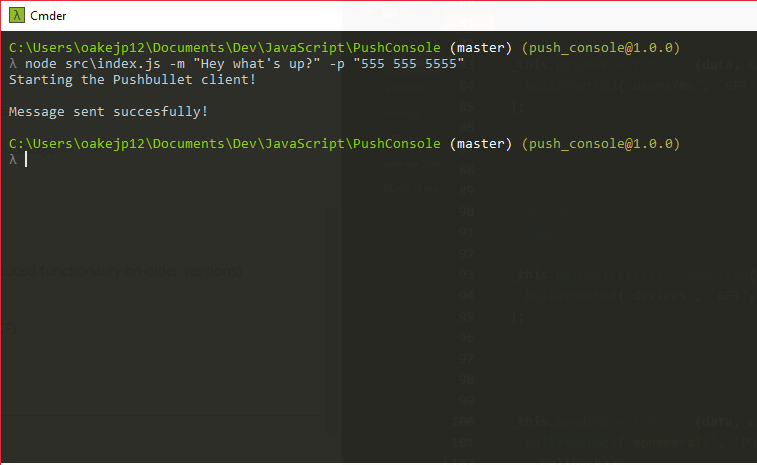 λ Cmder
C:\Users\oakejp12\Documents\Dev\JavaScript\PushConsole (master) (push_console@1.0.0)
λ node src\index.js -m "Hey what's up?" -p "555 555 5555"
Starting the Pushbullet client!
Message sent succesfully!
C:\Users\oakejp12\Documents\Dev\JavaScript\PushConsole (master) (push_console@1.0.0)
λ